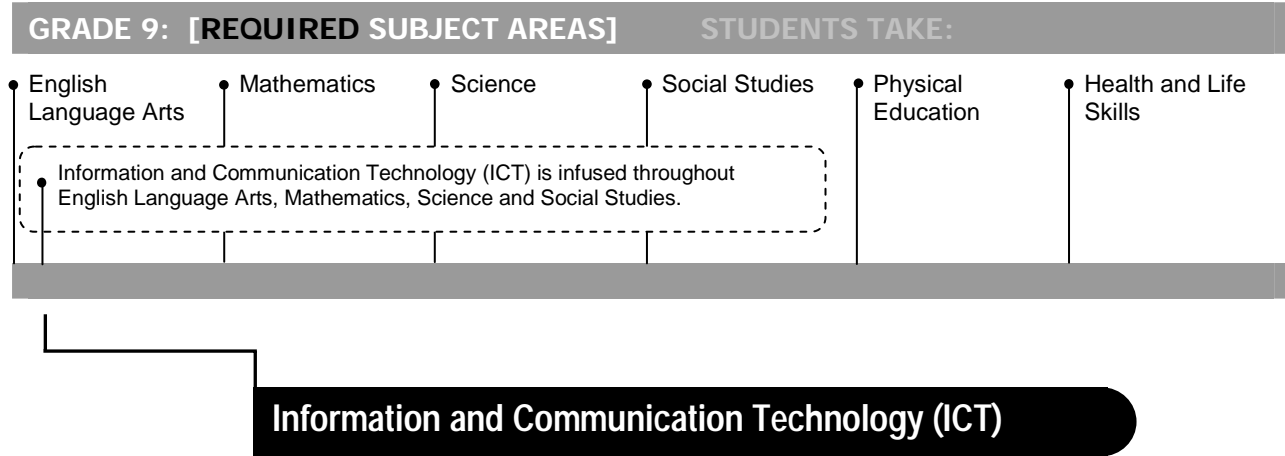 GRADE 9: [REQUIRED SUBJECT AREAS] STUDENTS TAKE:
English
Language Arts
Mathematics
Science
Social Studies
Physical
Education
Health and Life
Skills
Information and Communication Technology (ICT) is infused throughout
English Language Arts, Mathematics, Science and Social Studies.
Information and Communication Technology (ICT)